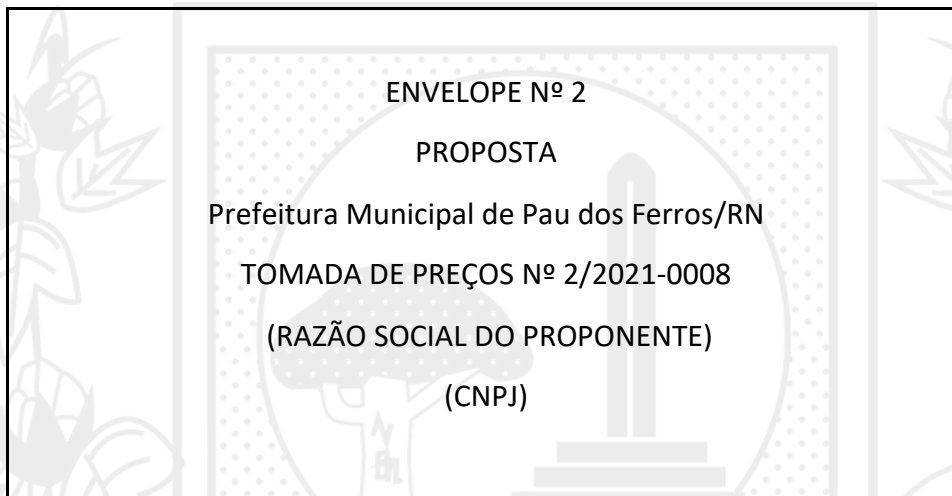 ENVELOPE Nº 2
PROPOSTA
Prefeitura Municipal de Pau dos Ferros/RN
TOMADA DE PREÇOS Nº 2/2021-0008
(RAZÃO SOCIAL DO PROPONENTE)
(CNPJ)